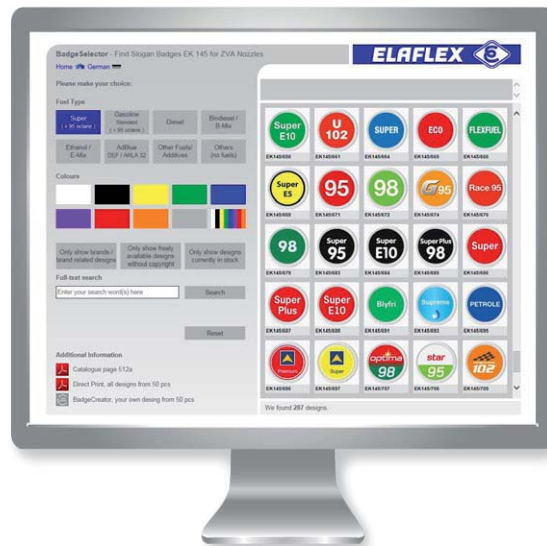 BadgeSelector - Find Slogan Badges EK 145 for ZVA Nozzles
Home German
ELAFLEX
Please make your choice:
Fuel Type
Super
( < 95 octane )
Gasoline
Standard
( < 95 octane )
Diesel
Biodiesel /
B-Mix
Ethanol /
E-Mix
AdBlue
DEF / ARLA 32
Other Fuels/
Additives
Others
(no fuels)
Colours
Only show brands /
brand related designs
Only show freely
available designs
without copyright
Only show designs
currently in stock
Full-text search
Enter your search word(s) here
Search
Reset
Additional Information
Catalogue page 512a
Direct Print, all designs from 50 pcs
BadgeCreator, your own desing from 50 pcs
Super
E10
U
102
SUPER
ECO
FLEXFUEL
Super
E5
95
98
G95
Race 95
98
Super
95
Super
E10
Super Plus
98
Super
Super
Plus
Super
E10
Blyfri
Supreme
PETROLE
Premium
Super
optima
98
star
95
102
We found 287 designs.